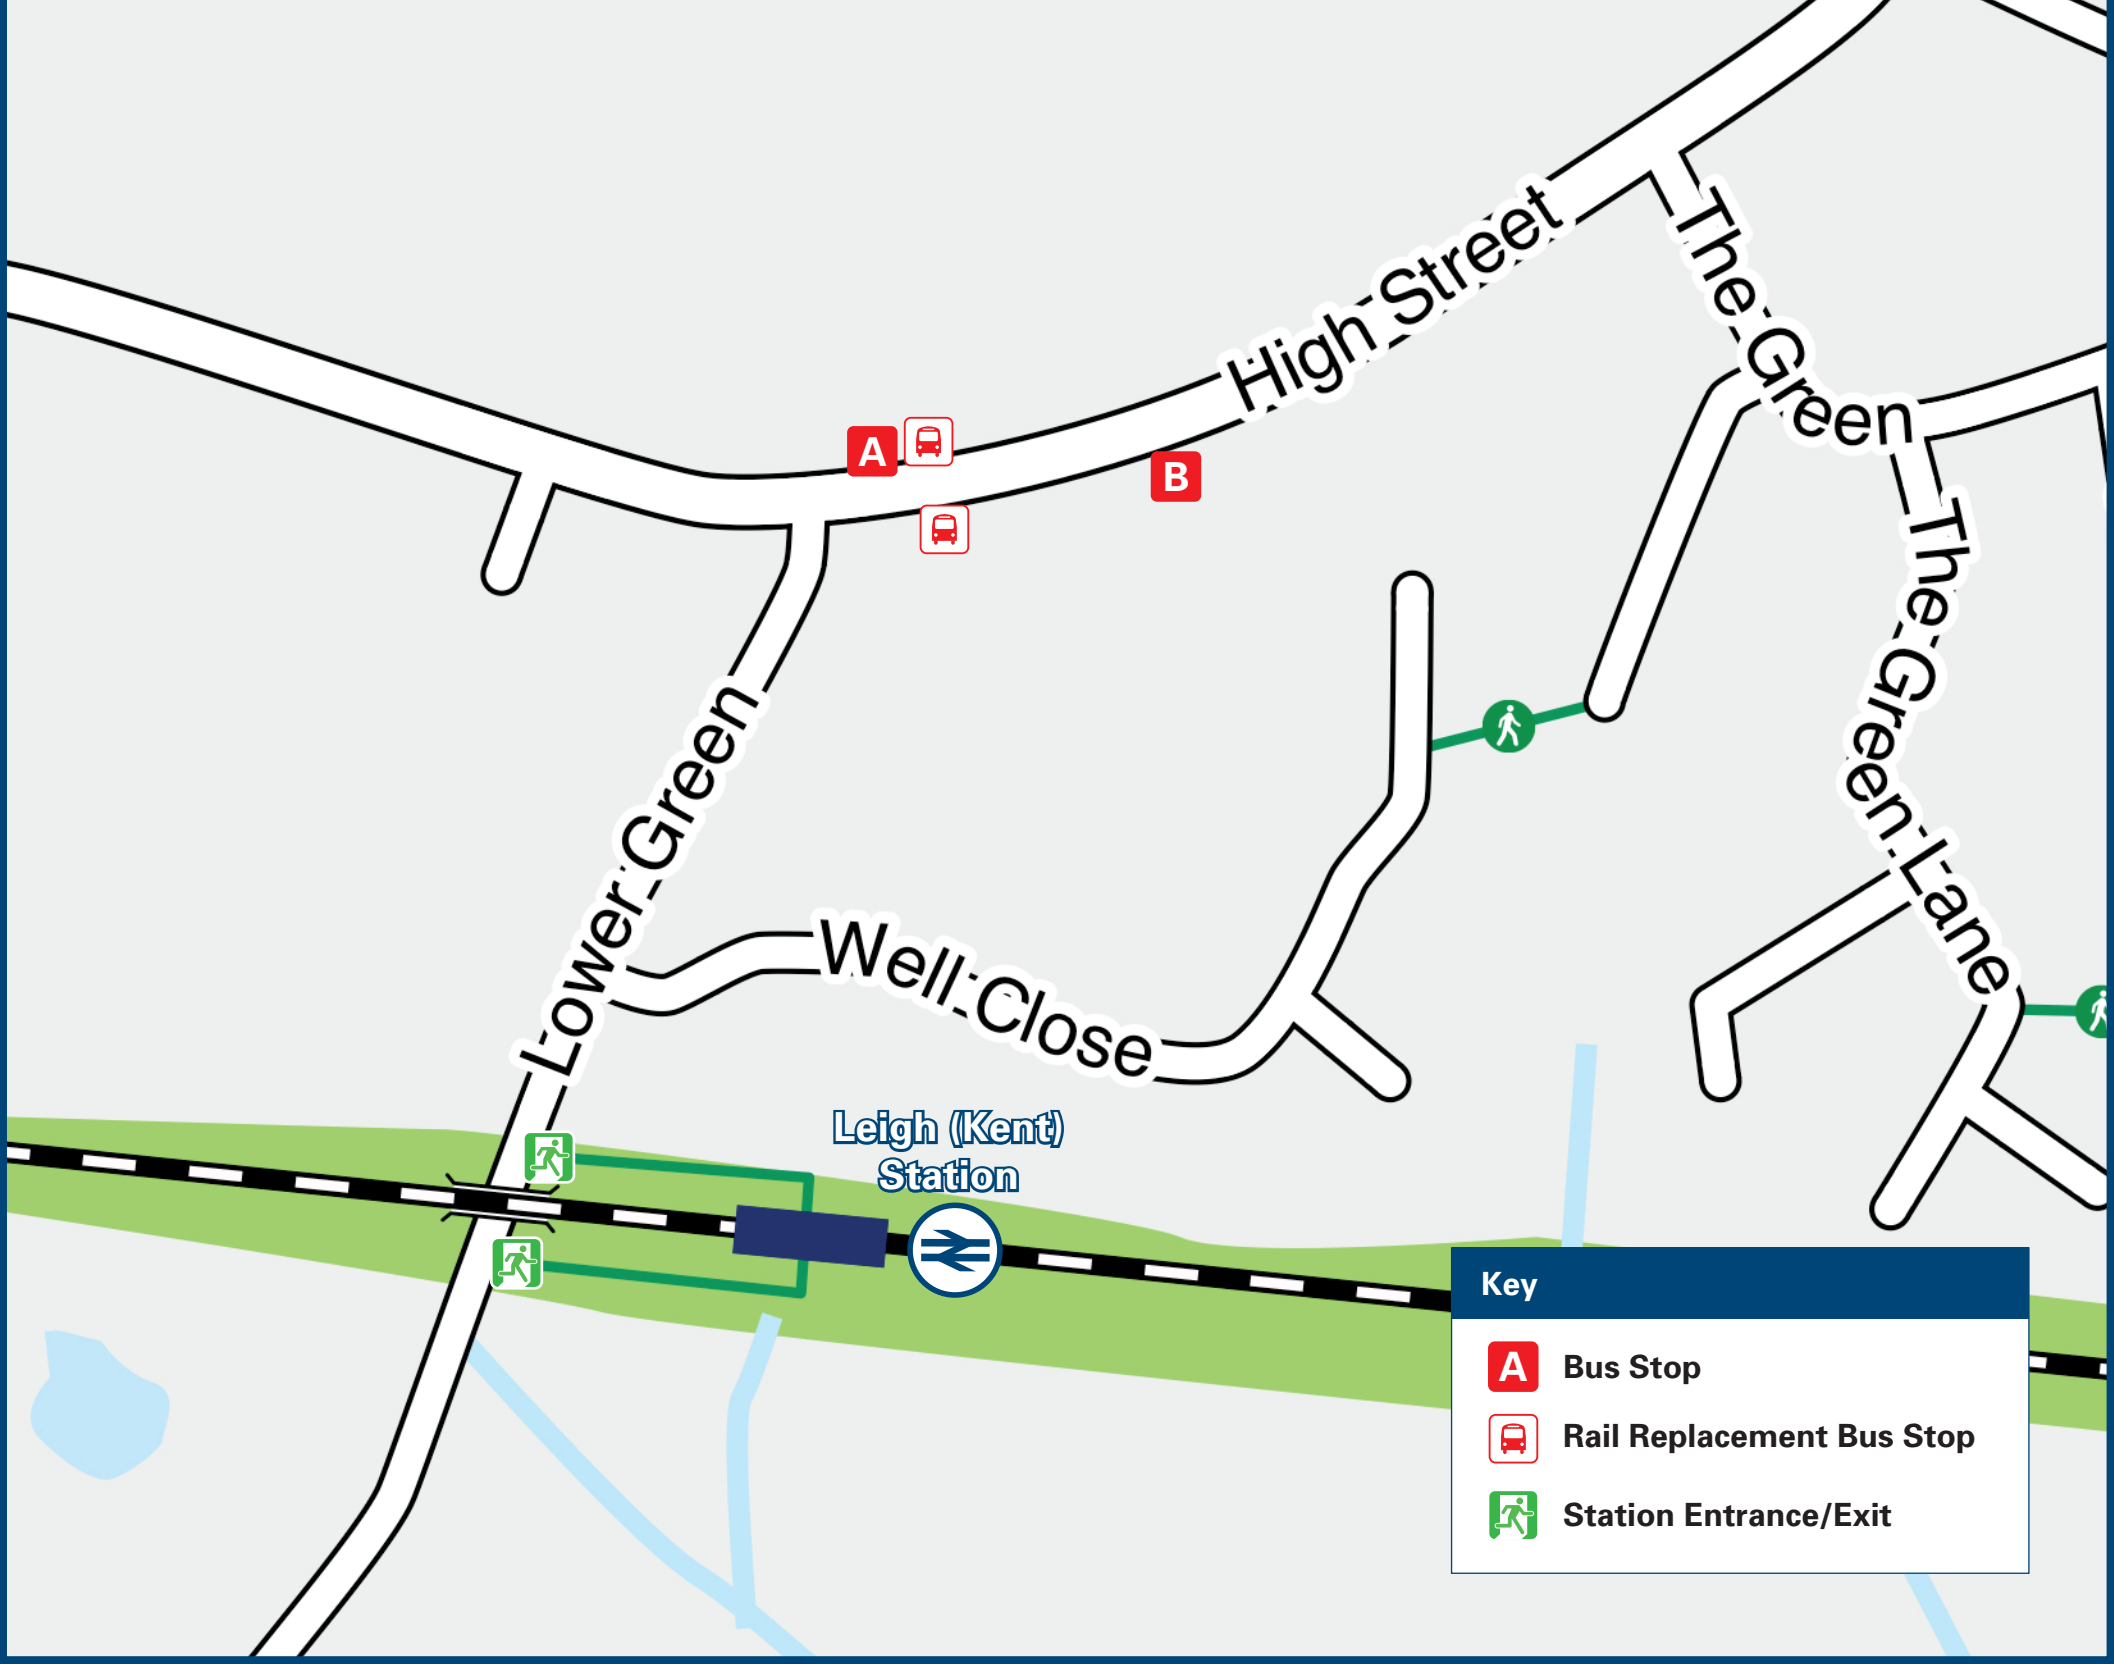 High Street
The Green
A
B
The Green Lane
Lower Green
Well Close
Leigh (Kent)
Station
Key
A Bus Stop
Rail Replacement Bus Stop
Station Entrance/Exit